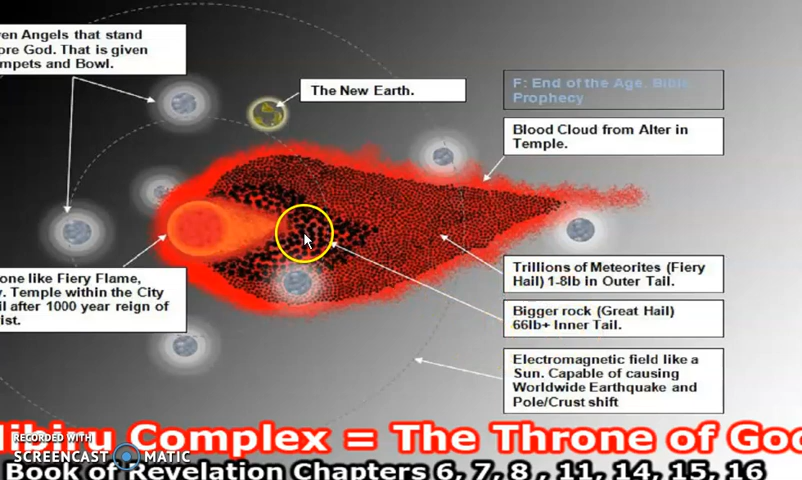 en Angels that stand
ore God. That is given
mpets and Bowl.
The New Earth.
F: End of the Age. Bible
Prophecy
Blood Cloud from Alter in
Temple.
one like Fiery Flame,
. Temple within the City
il after 1000 year reign of
ist.
Trillions of Meteorites (Fiery
Hail) 1-8lb in Outer Tail.
Bigger rock (Great Hail)
66lb+ Inner Tail.
Electromagnetic field like a
Sun. Capable of causing
Worldwide Earthquake and
Pole/Crust shift
Nibiru Complex = The Throne of Go
RECORDED WITH
SCREENCAST MATIC
Book of Revelation Chapters 6, 7, 8 , 11, 14, 15, 16